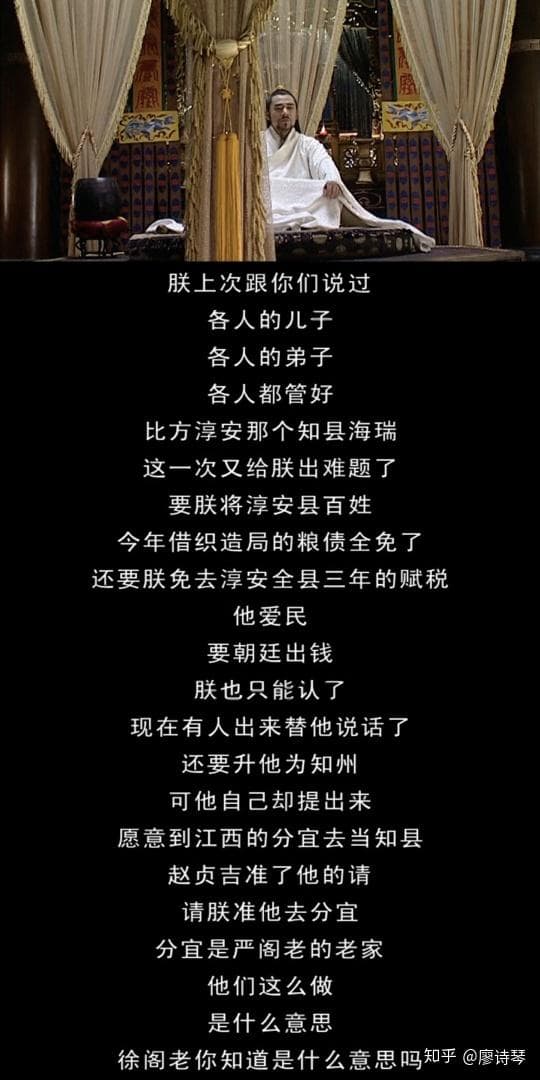 朕上次跟你们说过
各人的儿子
各人的弟子
各人都管好
比方淳安那个知县海瑞
这一次又给朕出难题了
要朕将淳安县百姓
今年借织造局的粮债全免了
还要朕免去淳安全县三年的赋税
他爱民
要朝廷出钱
朕也只能认了
现在有人出来替他说话了
还要升他为知州
可他自己却提出来
愿意到江西的分宜去当知县
赵贞吉准了他的请
请朕准他去分宜
分宜是严阁老的老家
他们这么做
是什么意思
徐阁老你知道是什么意思吗
知乎 @廖诗琴